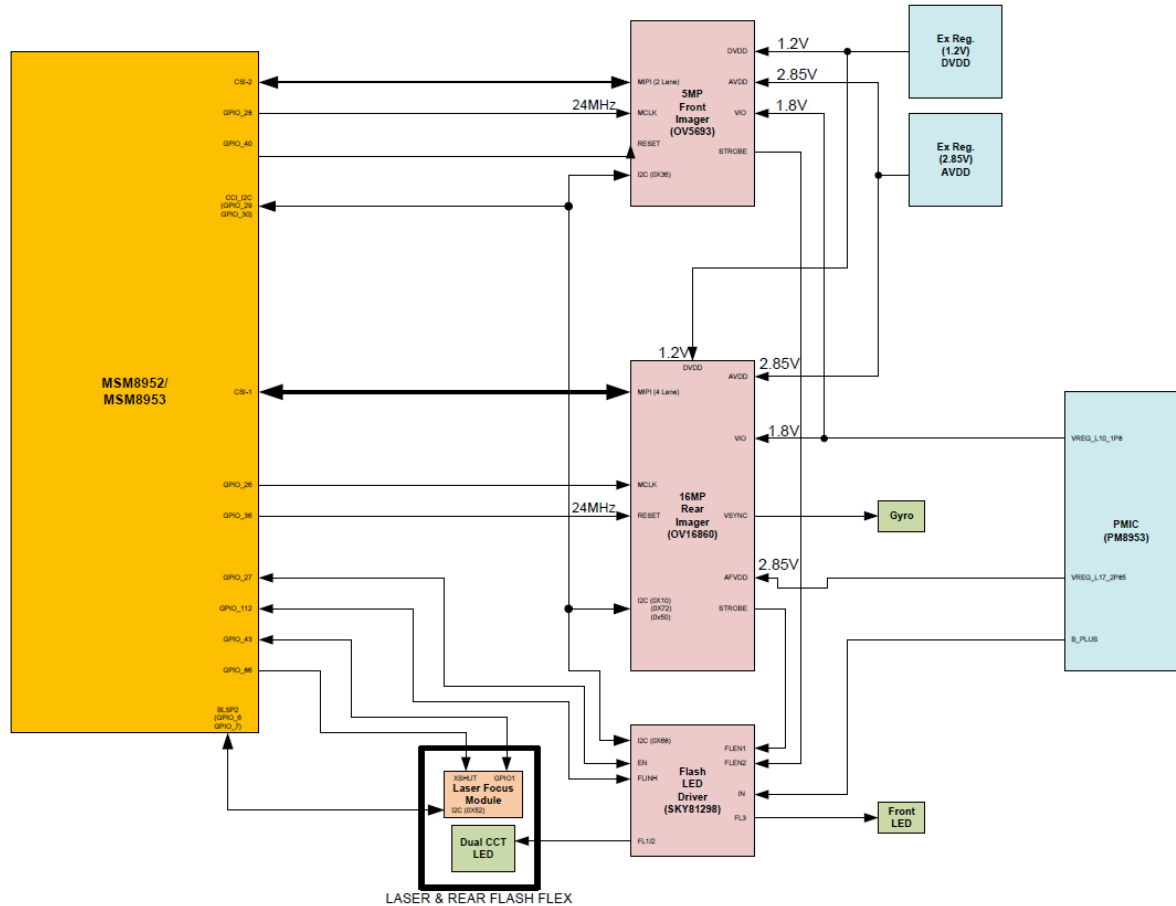 MSM8952/
MSM8953
CSI-2
GPIO_28
GPIO_40
CCI_I2C
(GPIO_29
GPIO_30)
CSI-1
GPIO_26
GPIO_36
GPIO_27
GPIO_112
GPIO_43
GPIO_66
BLSP2
(GPIO_6
GPIO_7)
24MHz
MIPI (2 Lane)
MCLK
RESET
I2C (0X36)
5MP
Front
Imager
(OV5693)
DVDD
AVDD
VIO
STROBE
1.2V
2.85V
1.8V
Ex Reg.
(1.2V)
DVDD
Ex Reg.
(2.85V)
AVDD
1.2V
DVDD
MIPI (4 Lane)
MCLK
24MHz
RESET
I2C (0X10)
(0X72)
(0x50)
16MP
Rear
Imager
(OV16860)
AVDD
VIO
VSYNC
AFVDD
STROBE
2.85V
1.8V
2.85V
Gyro
PMIC
(PM8953)
VREG_L10_1P8
VREG_L17_2P85
B_PLUS
I2C (0X68)
EN
FLINH
Flash
LED
Driver
(SKY81298)
FLEN1
FLEN2
IN
FL3
FL1/2
Front
LED
XSHUT
GPIO1
Laser Focus
Module
I2C (0X52)
Dual CCT
LED
LASER & REAR FLASH FLEX